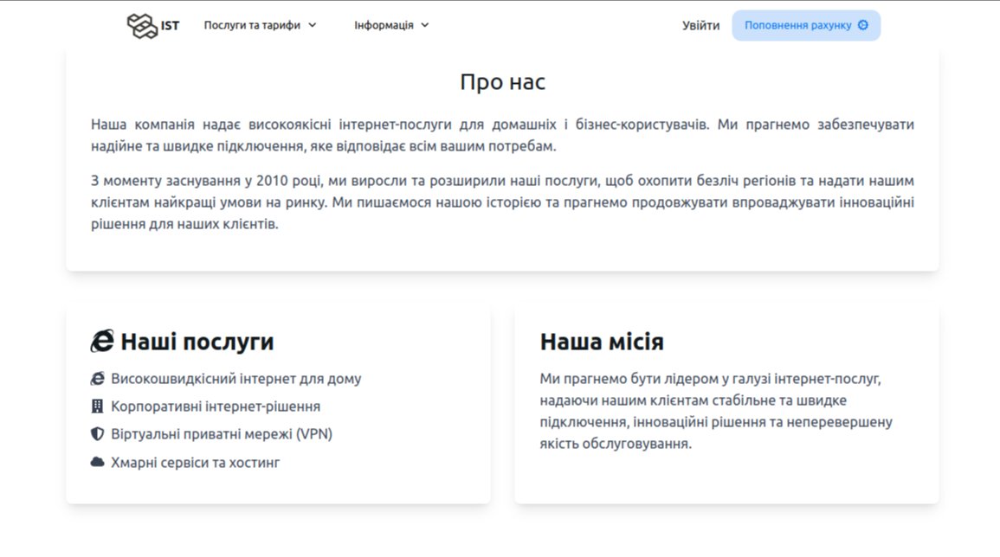 IST Послуги та тарифи Інформація Увійти Поповнення рахунку
Про нас
Наша компанія надає високоякісні інтернет-послуги для домашніх і бізнес-користувачів. Ми прагнемо забезпечувати
надійне та швидке підключення, яке відповідає всім вашим потребам.
З моменту заснування у 2010 році, ми виросли та розширили наші послуги, щоб охопити безліч регіонів та надати нашим
клієнтам найкращі умови на ринку. Ми пишаємося нашою історією та прагнемо продовжувати впроваджувати інноваційні
рішення для наших клієнтів.
Наші послуги
Високошвидкісний інтернет для дому
Корпоративні інтернет-рішення
Віртуальні приватні мережі (VPN)
Хмарні сервіси та хостинг
Наша місія
Ми прагнемо бути лідером у галузі інтернет-послуг,
надаючи нашим клієнтам стабільне та швидке
підключення, інноваційні рішення та неперевершену
якість обслуговування.